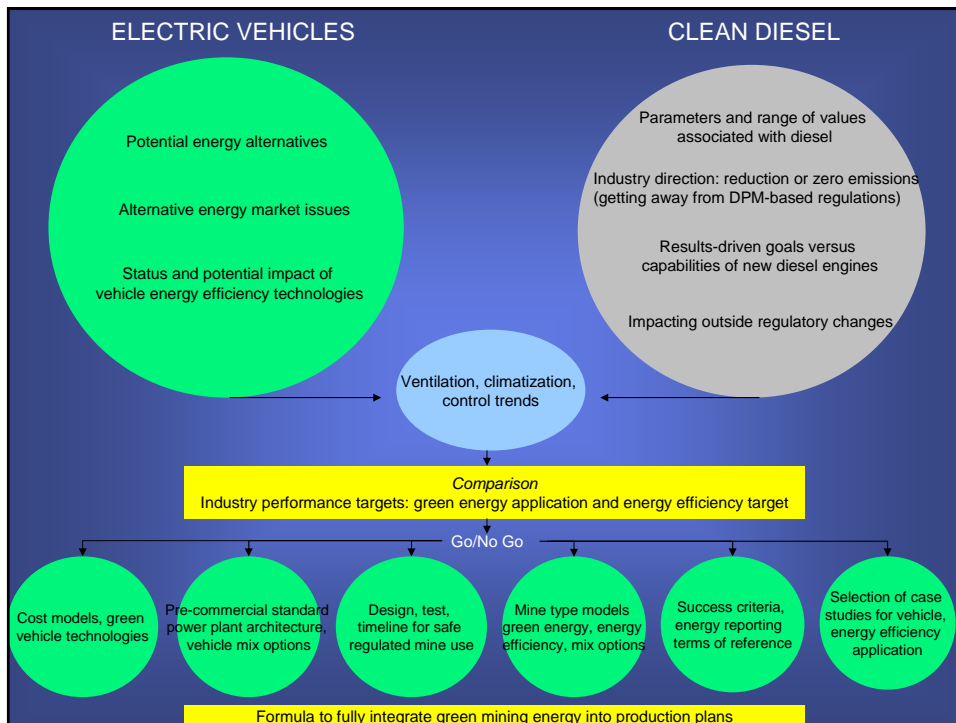 ELECTRIC VEHICLES
CLEAN DIESEL
Potential energy alternatives
Alternative energy market issues
Status and potential impact of
vehicle energy efficiency technologies
Parameters and range of values
associated with diesel
Industry direction: reduction or zero emissions
(getting away from DPM-based regulations)
Results-driven goals versus
capabilities of new diesel engines
Impacting outside regulatory changes
Ventilation, climatization,
control trends
Comparison
Industry performance targets: green energy application and energy efficiency target
Go/No Go
Cost models, green
vehicle technologies
Pre-commercial standard
power plant architecture,
vehicle mix options
Design, test,
timeline for safe
regulated mine use
Mine type models
green energy, energy
efficiency, mix options
Success criteria,
energy reporting
terms of reference
Selection of case
studies for vehicle,
energy efficiency
application
Formula to fully integrate green mining energy into production plans